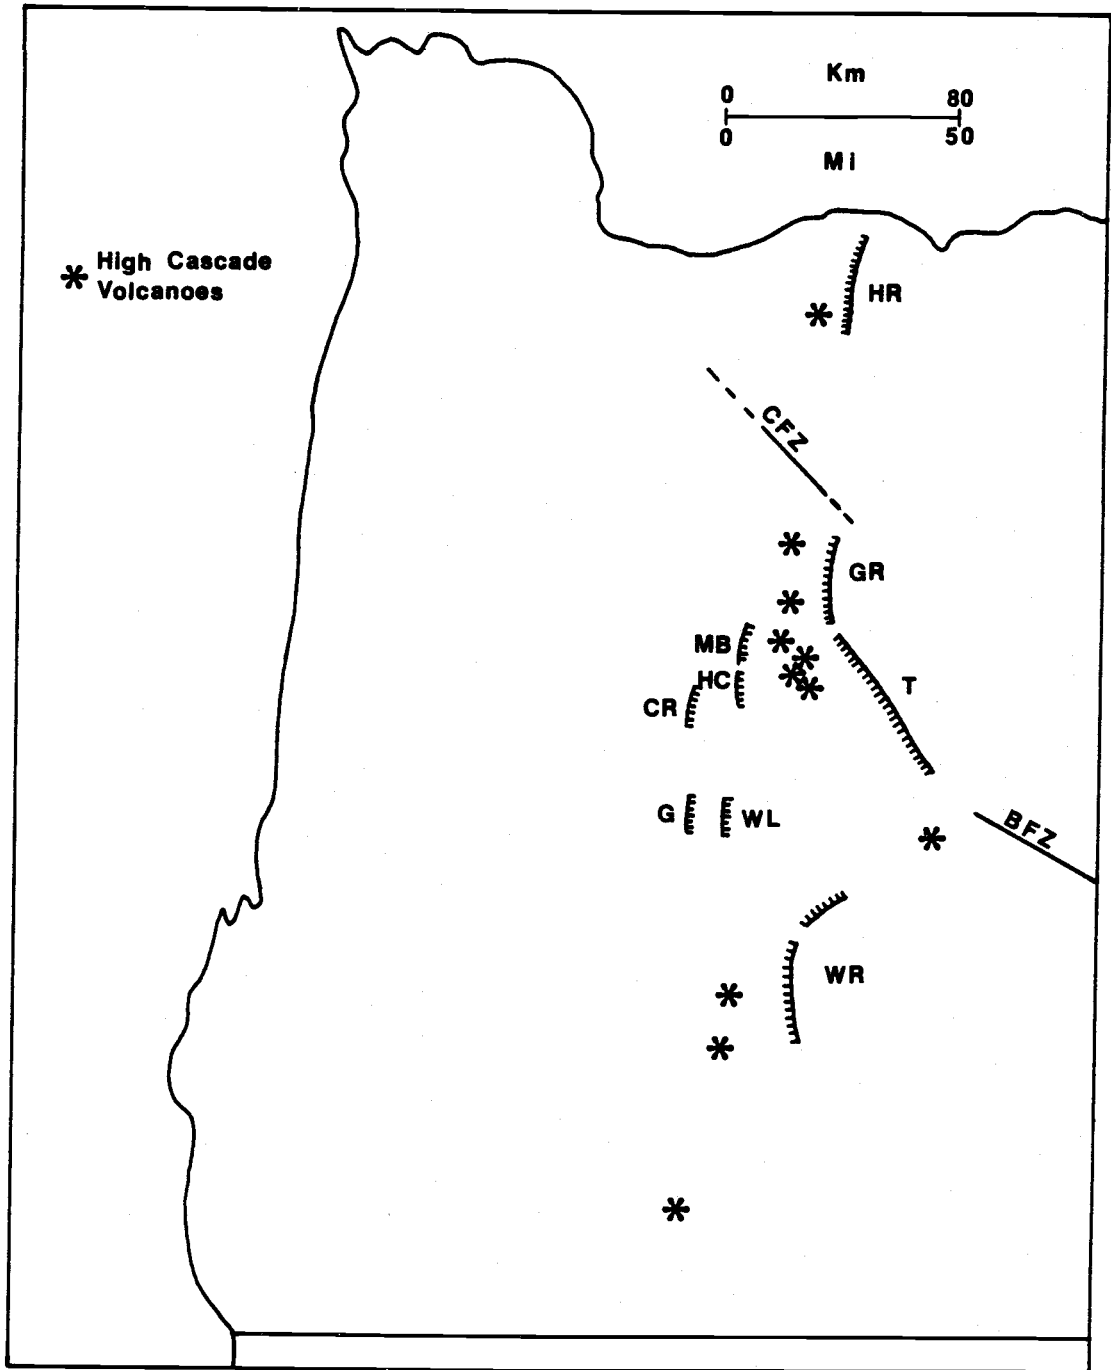 Km
0 80
0 50
Mi
High Cascade
Volcanoes
HR
CFZ
GR
MB
HC
T
CR
G
WL
BFZ
WR